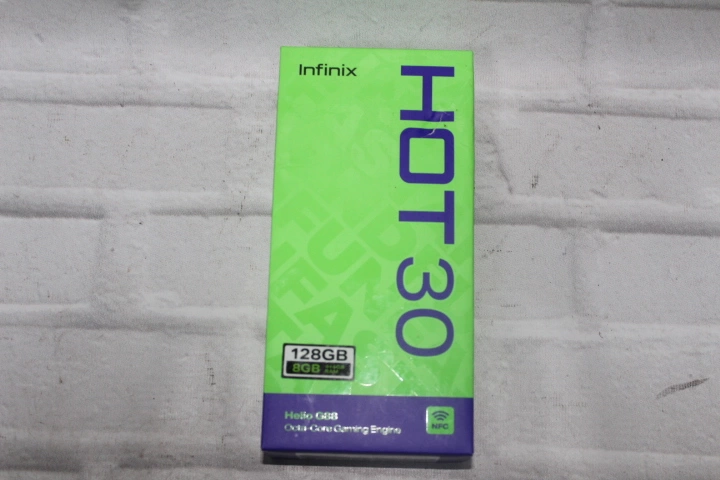 Infinix
HOT 30
128GB
8GB
Helio G88
Octa-Core Gaming Engine
NFC